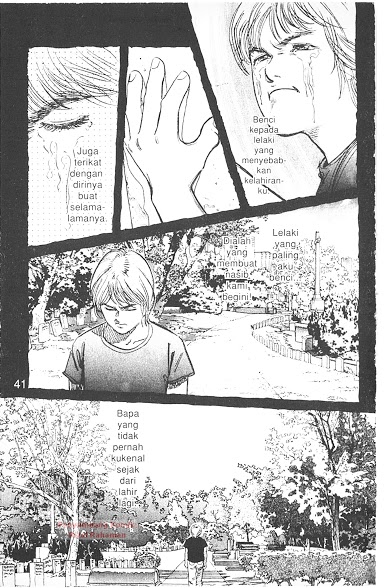 Benci
kepada
lelaki
yang
menyebab-
kan
kelahiran-
ku.
Juga
terikat
dengan
dirinya
buat
selama-
lamanya.
Lelaki
yang
paling
aku
benci.
Dialah
yang
membuat
nasib
kami
begini!
41
Bapa
yang
tidak
pernah
kukenal
sejak
dari
lahir
lagi.